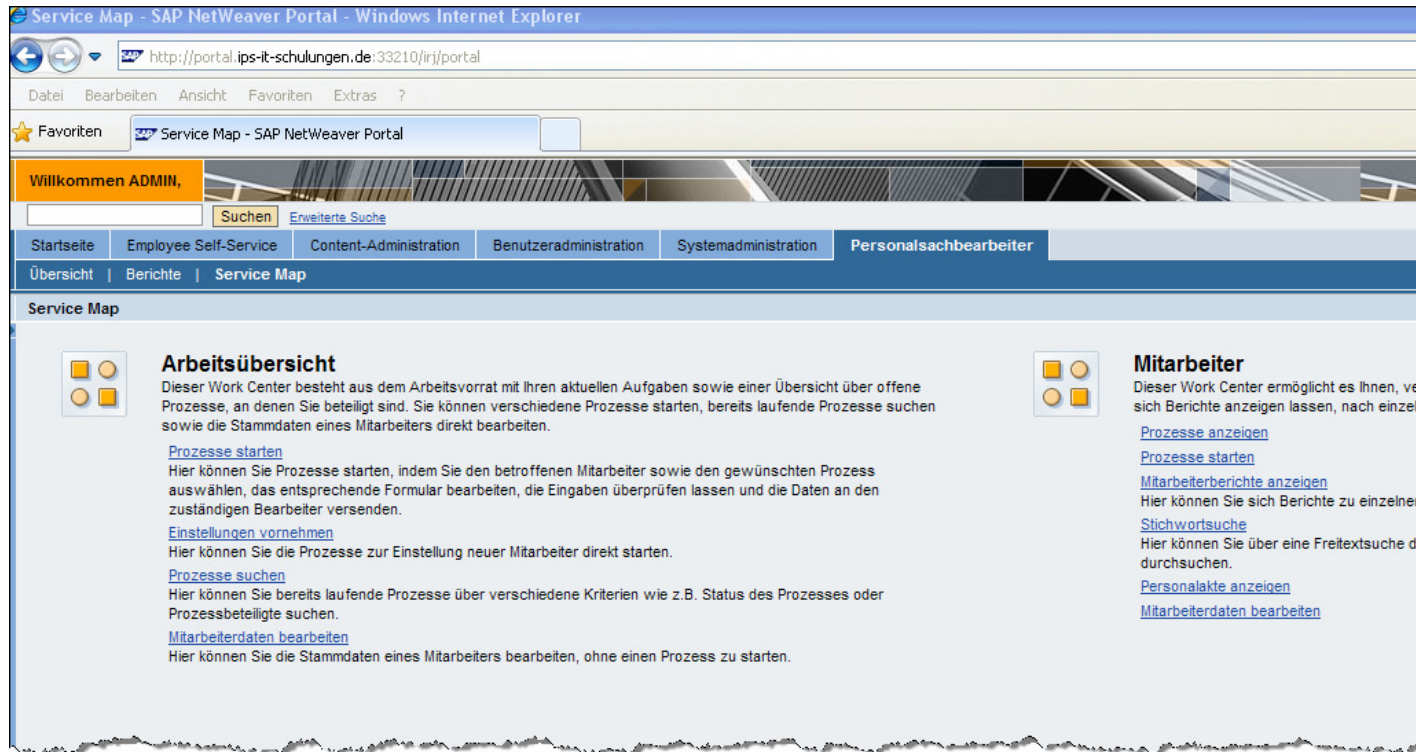 Service Map - SAP NetWeaver Portal - Windows Internet Explorer
http://portal.ips-it-schulungen.de:33210/irj/portal
Datei Bearbeiten Ansicht Favoriten Extras ?
Favoriten
Service Map - SAP NetWeaver Portal
Willkommen ADMIN,
Suchen Erweiterte Suche
Startseite Employee Self-Service Content-Administration Benutzeradministration Systemadministration Personalsachbearbeiter
Übersicht | Berichte | Service Map
Service Map
Arbeitsübersicht
Dieser Work Center besteht aus dem Arbeitsvorrat mit Ihren aktuellen Aufgaben sowie einer Übersicht über offene
Prozesse, an denen Sie beteiligt sind. Sie können verschiedene Prozesse starten, bereits laufende Prozesse suchen
sowie die Stammdaten eines Mitarbeiters direkt bearbeiten.
Prozesse starten
Hier können Sie Prozesse starten, indem Sie den betroffenen Mitarbeiter sowie den gewünschten Prozess
auswählen, das entsprechende Formular bearbeiten, die Eingaben überprüfen lassen und die Daten an den
zuständigen Bearbeiter versenden.
Einstellungen vornehmen
Hier können Sie die Prozesse zur Einstellung neuer Mitarbeiter direkt starten.
Prozesse suchen
Hier können Sie bereits laufende Prozesse über verschiedene Kriterien wie z.B. Status des Prozesses oder
Prozessbeteiligte suchen.
Mitarbeiterdaten bearbeiten
Hier können Sie die Stammdaten eines Mitarbeiters bearbeiten, ohne einen Prozess zu starten.
Mitarbeiter
Dieser Work Center ermöglicht es Ihnen, ve
sich Berichte anzeigen lassen, nach einzel
Prozesse anzeigen
Prozesse starten
Mitarbeiterberichte anzeigen
Hier können Sie sich Berichte zu einzelne
Stichwortsuche
Hier können Sie über eine Freitextsuche d
durchsuchen.
Personalakte anzeigen
Mitarbeiterdaten bearbeiten